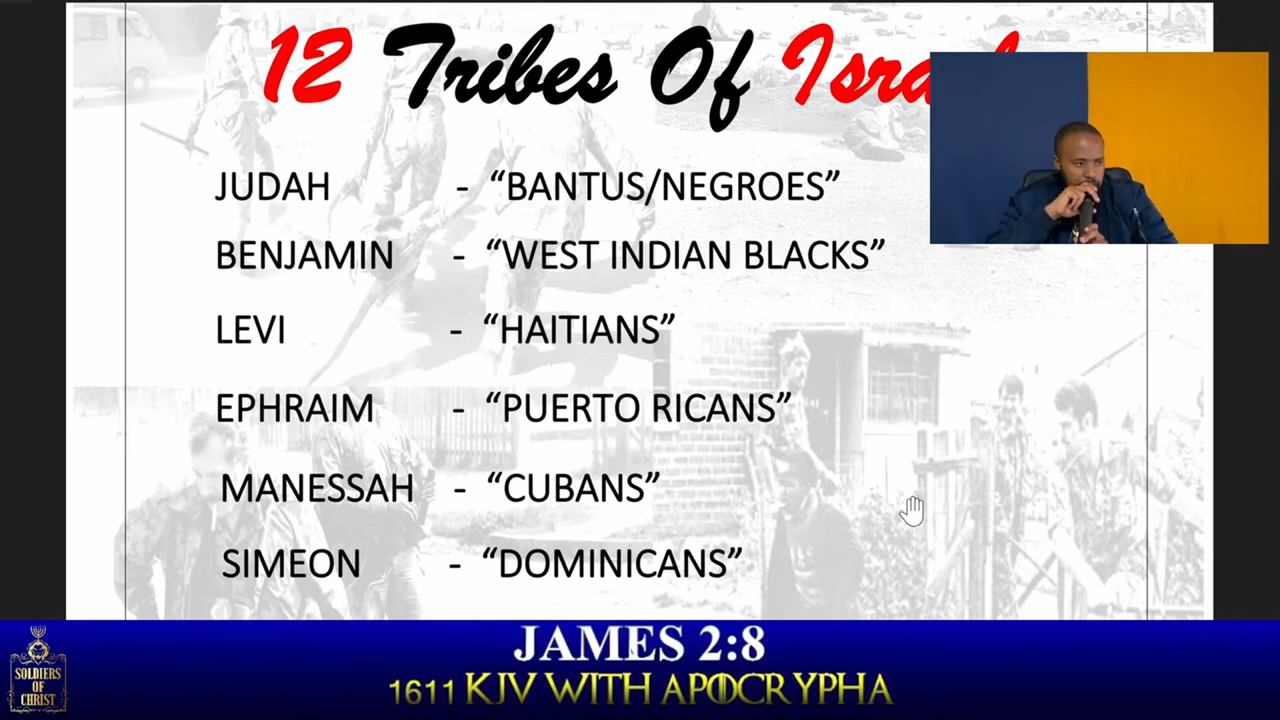 12 Tribes Of Isra
JUDAH - “BANTUS/NEGROES”
BENJAMIN - “WEST INDIAN BLACKS”
LEVI - “HAITIANS”
EPHRAIM - “PUERTO RICANS”
MANESSAH - “CUBANS”
SIMEON - “DOMINICANS”
JAMES 2:8
1611 KJV WITH APOCRYPHA
SOLDIERS
OF
CHRIST